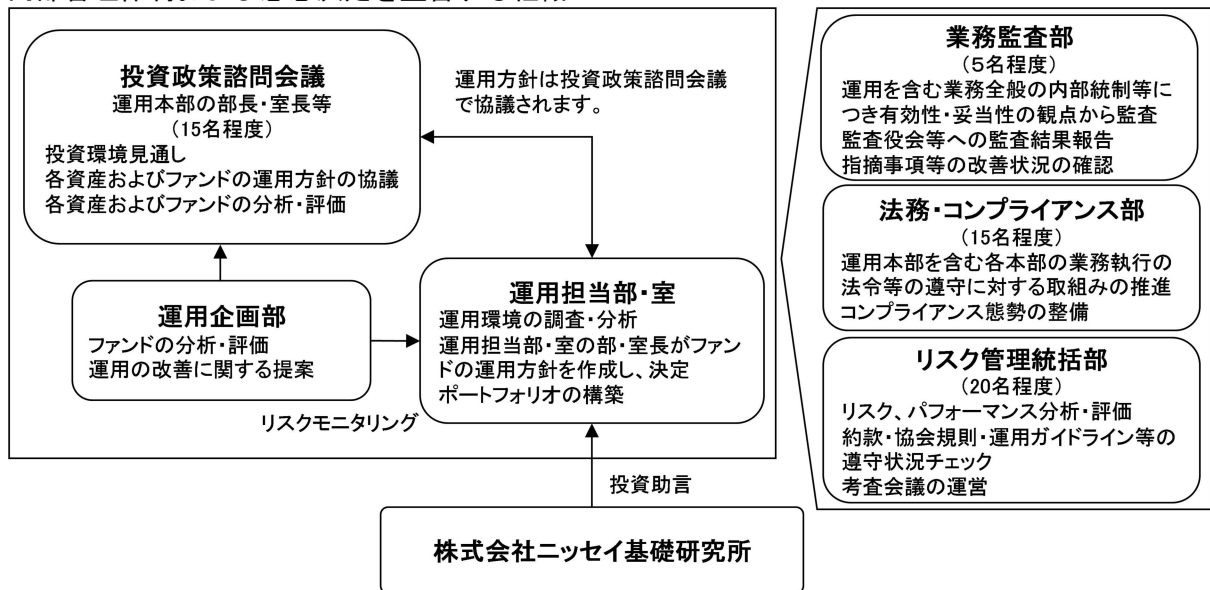 投資政策諮問会議
運用本部の部長・室長等
(15名程度)
投資環境見通し
各資産およびファンドの運用方針の協議
各資産およびファンドの分析・評価
運用方針は投資政策諮問会議
で協議されます。
運用企画部
ファンドの分析・評価
運用の改善に関する提案
運用担当部・室
運用環境の調査・分析
運用担当部・室の部・室長がファン
ドの運用方針を作成し、決定
ポートフォリオの構築
リスクモニタリング
投資助言
株式会社ニッセイ基礎研究所
業務監査部
(5名程度)
運用を含む業務全般の内部統制等に
つき有効性・妥当性の観点から監査
監査役会等への監査結果報告
指摘事項等の改善状況の確認
法務・コンプライアンス部
(15名程度)
運用本部を含む各本部の業務執行の
法令等の遵守に対する取組みの推進
コンプライアンス態勢の整備
リスク管理統括部
(20名程度)
リスク、パフォーマンス分析・評価
約款・協会規則・運用ガイドライン等の
遵守状況チェック
考査会議の運営